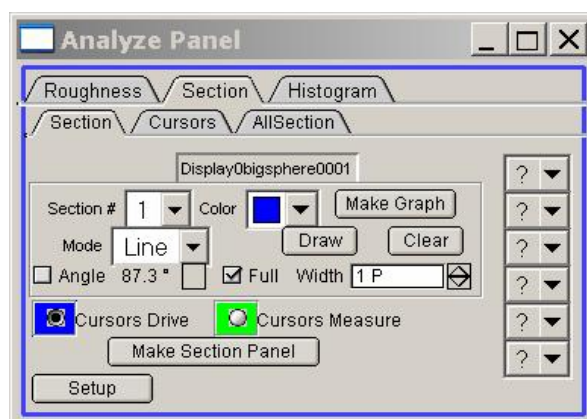 Analyze Panel
Roughness Section Histogram
Section Cursors AllSection
Display0bigsphere0001
?
Section # 1 Color Make Graph
?
Mode Line Draw Clear
?
Angle 87.3 ° Full Width 1 P
?
Cursors Drive Cursors Measure
?
Make Section Panel
?
Setup